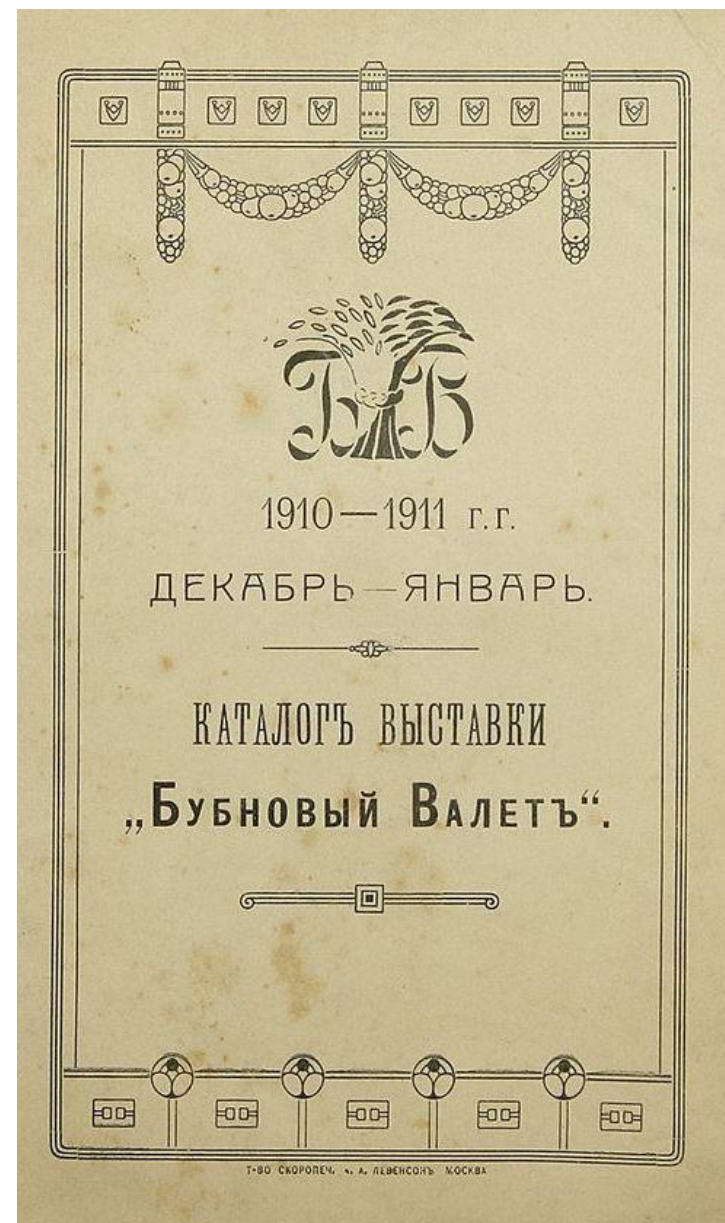 БВ
1910—1911 г.г.
ДЕКАБРЬ—ЯНВАРЬ.
КАТАЛОГЪ ВЫСТАВКИ
„БУБНОВЫЙ ВАЛЕТЪ“.
Т-ВО СКОРОПЕЧ. А. ЛЕВЕНСОНЪ МОСКВА